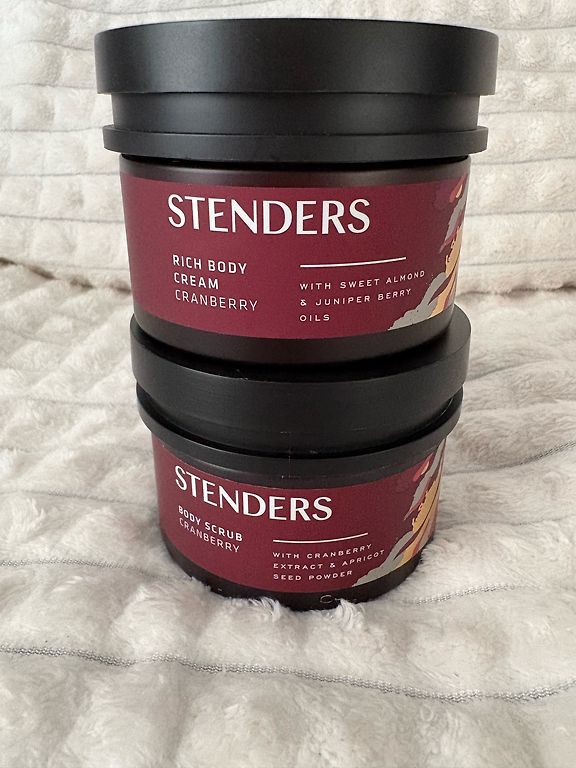 STENDERS
RICH BODY
CREAM
CRANBERRY
WITH SWEET ALMOND
& JUNIPER BERRY
OILS
STENDERS
BODY SCRUB
CRANBERRY
WITH CRANBERRY
EXTRACT & APRICOT
SEED POWDER